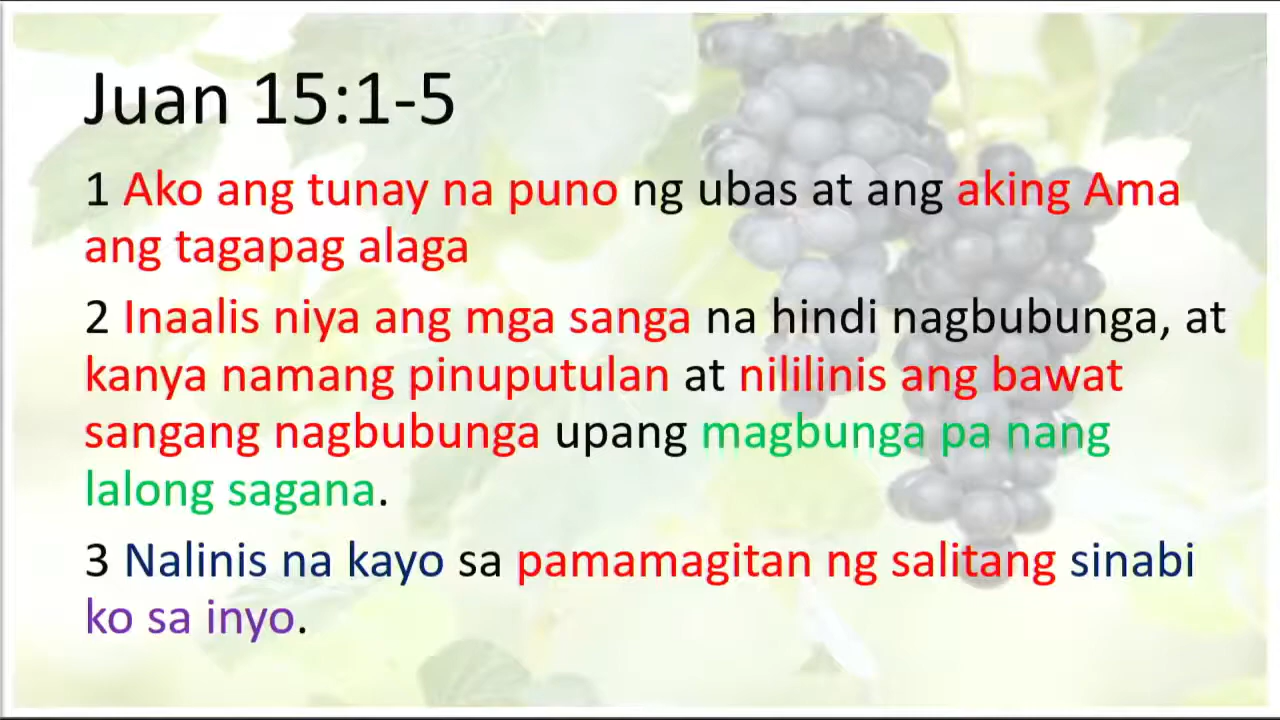 Juan 15:1-5
1 Ako ang tunay na puno ng ubas at ang aking Ama
ang tagapag alaga
2 Inaalis niya ang mga sanga na hindi nagbubunga, at
kanya namang pinuputulan at nililinis ang bawat
sangang nagbubunga upang magbunga pa nang
lalong sagana.
3 Nalinis na kayo sa pamamagitan ng salitang sinabi
ko sa inyo.